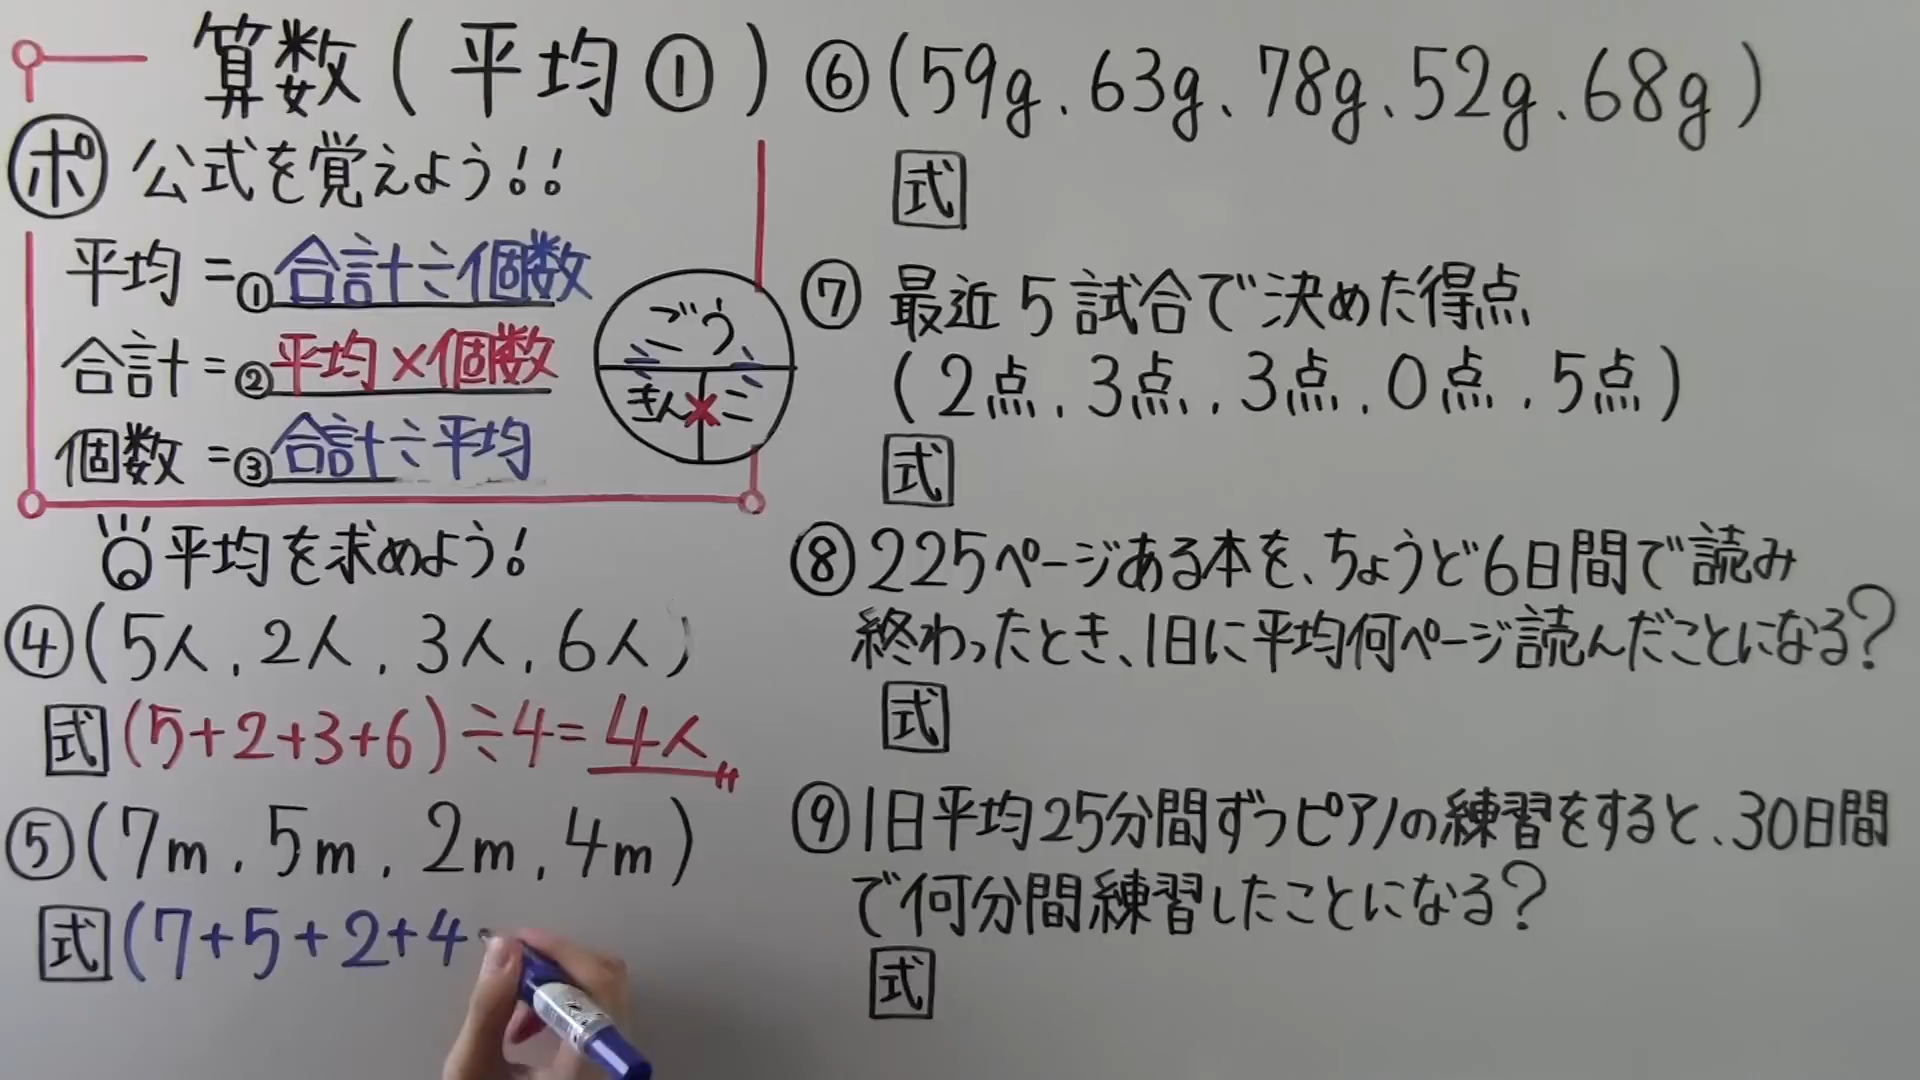 算数(平均①)
ポ 公式を覚えよう!!
平均=①合計÷個数
合計=②平均×個数
個数=③合計÷平均
ごう
きん×こ
平均を求めよう!
④(5人、2人、3人、6人)
式(5+2+3+6)÷4=4人
⑤(7m、5m、2m、4m)
式(7+5+2+4
⑥(59g、63g、78g、52g、68g)
式
⑦最近5試合で決めた得点
(2点、3点、3点、0点、5点)
式
⑧225ページある本を、ちょうど6日間で読み
終わったとき、1日に平均何ページ読んだことになる?
式
⑨1日平均25分間ずつピアノの練習をすると、30日間
で何分間練習したことになる?
式